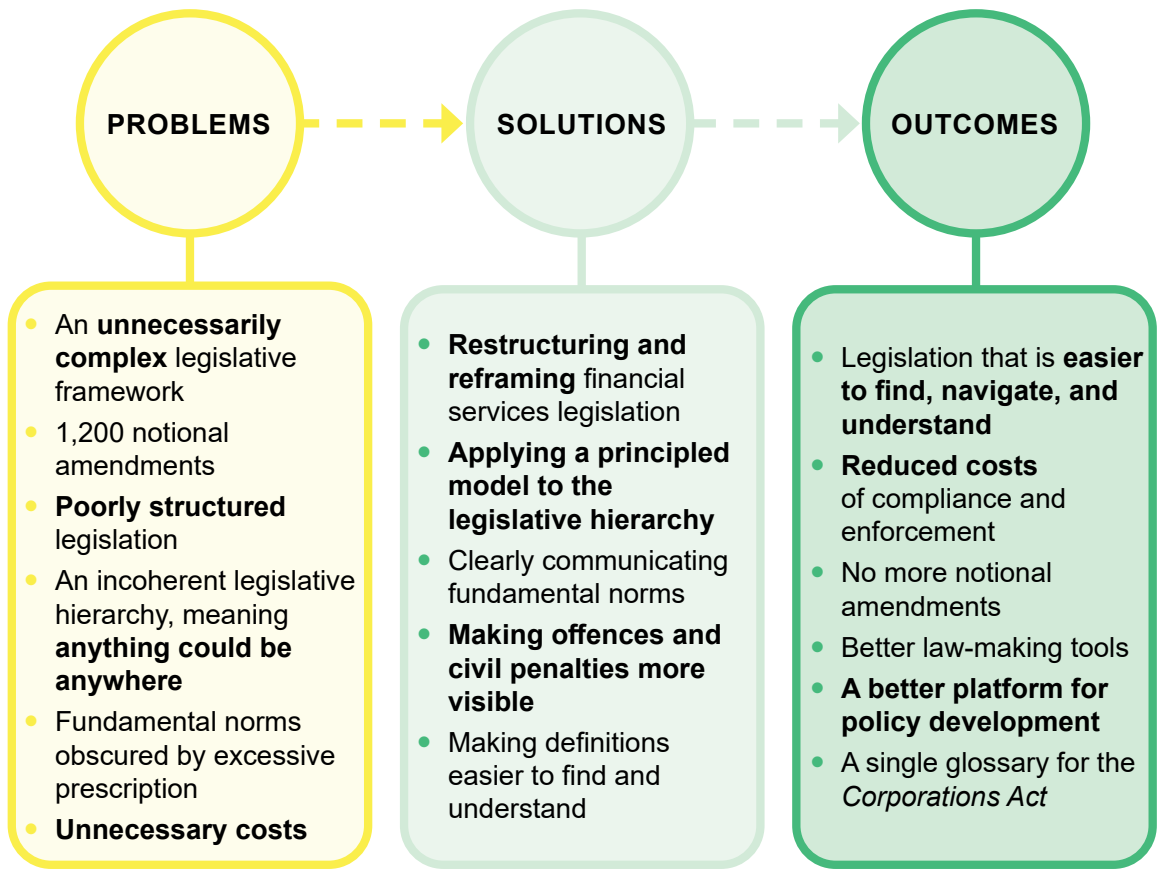 PROBLEMS
SOLUTIONS
OUTCOMES
• An unnecessarily
complex legislative
framework
• 1,200 notional
amendments
• Poorly structured
legislation
• An incoherent legislative
hierarchy, meaning
anything could be
anywhere
• Fundamental norms
obscured by excessive
prescription
• Unnecessary costs
• Restructuring and
reframing financial
services legislation
• Applying a principled
model to the
legislative hierarchy
• Clearly communicating
fundamental norms
• Making offences and
civil penalties more
visible
• Making definitions
easier to find and
understand
• Legislation that is easier
to find, navigate, and
understand
• Reduced costs
of compliance and
enforcement
• No more notional
amendments
• Better law-making tools
• A better platform for
policy development
• A single glossary for the
Corporations Act